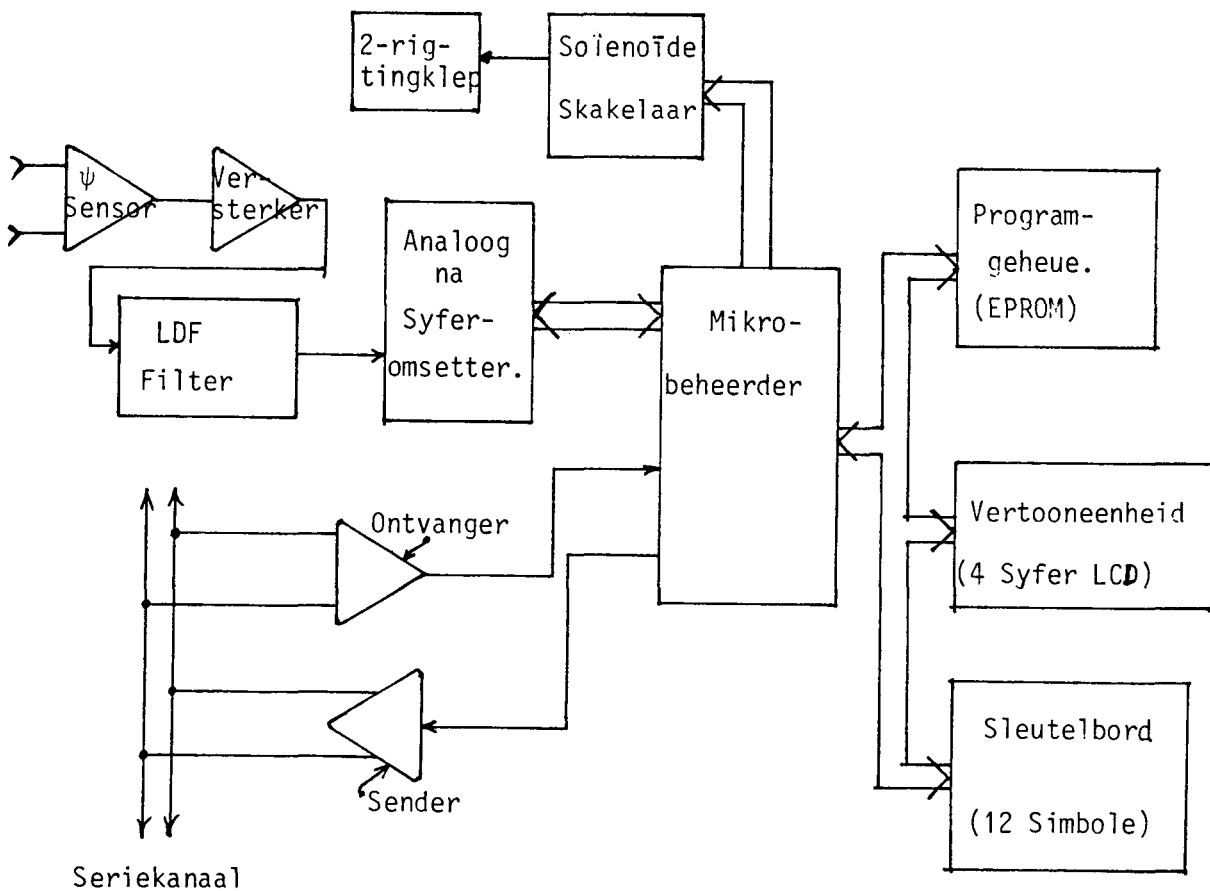 2-rig-
tingklep
Solenoïde
Skakelaar
ψ
Sensor
Ver-
sterker
Analoog
na
Syfer-
omsetter.
LDF
Filter
Mikro-
beheerder
Program-
geheue.
(EPROM)
Vertooneenheid
(4 Syfer LCD)
Sleutelbord
(12 Simbole)
Ontvanger
Sender
Seriekanaal